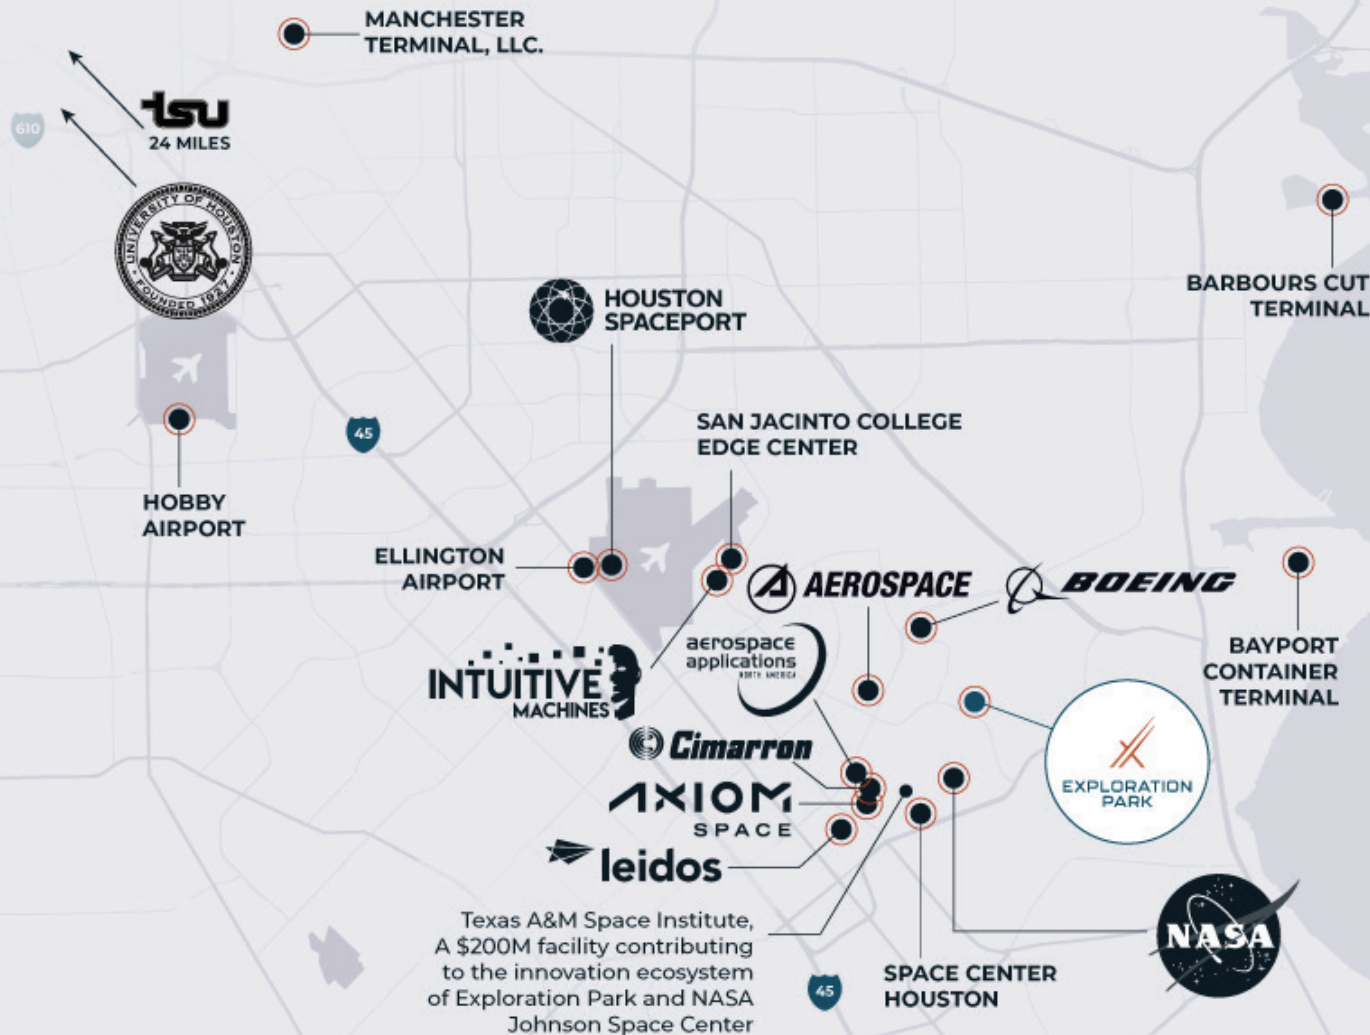 MANCHESTER
TERMINAL, LLC.
tsu
24 MILES
610
UNIVERSITY OF HOUSTON
FOUNDED 1927
BARBOURS CUT
TERMINAL
HOUSTON
SPACEPORT
45
SAN JACINTO COLLEGE
EDGE CENTER
HOBBY
AIRPORT
ELLINGTON
AIRPORT
AEROSPACE
BOEING
aerospace
applications
NORTH AMERICA
BAYPORT
CONTAINER
TERMINAL
INTUITIVE
MACHINES
Cimarron
EXPLORATION
PARK
AXIOM
SPACE
leidos
Texas A&M Space Institute,
A $200M facility contributing
to the innovation ecosystem
of Exploration Park and NASA
Johnson Space Center
45
SPACE CENTER
HOUSTON
NASA